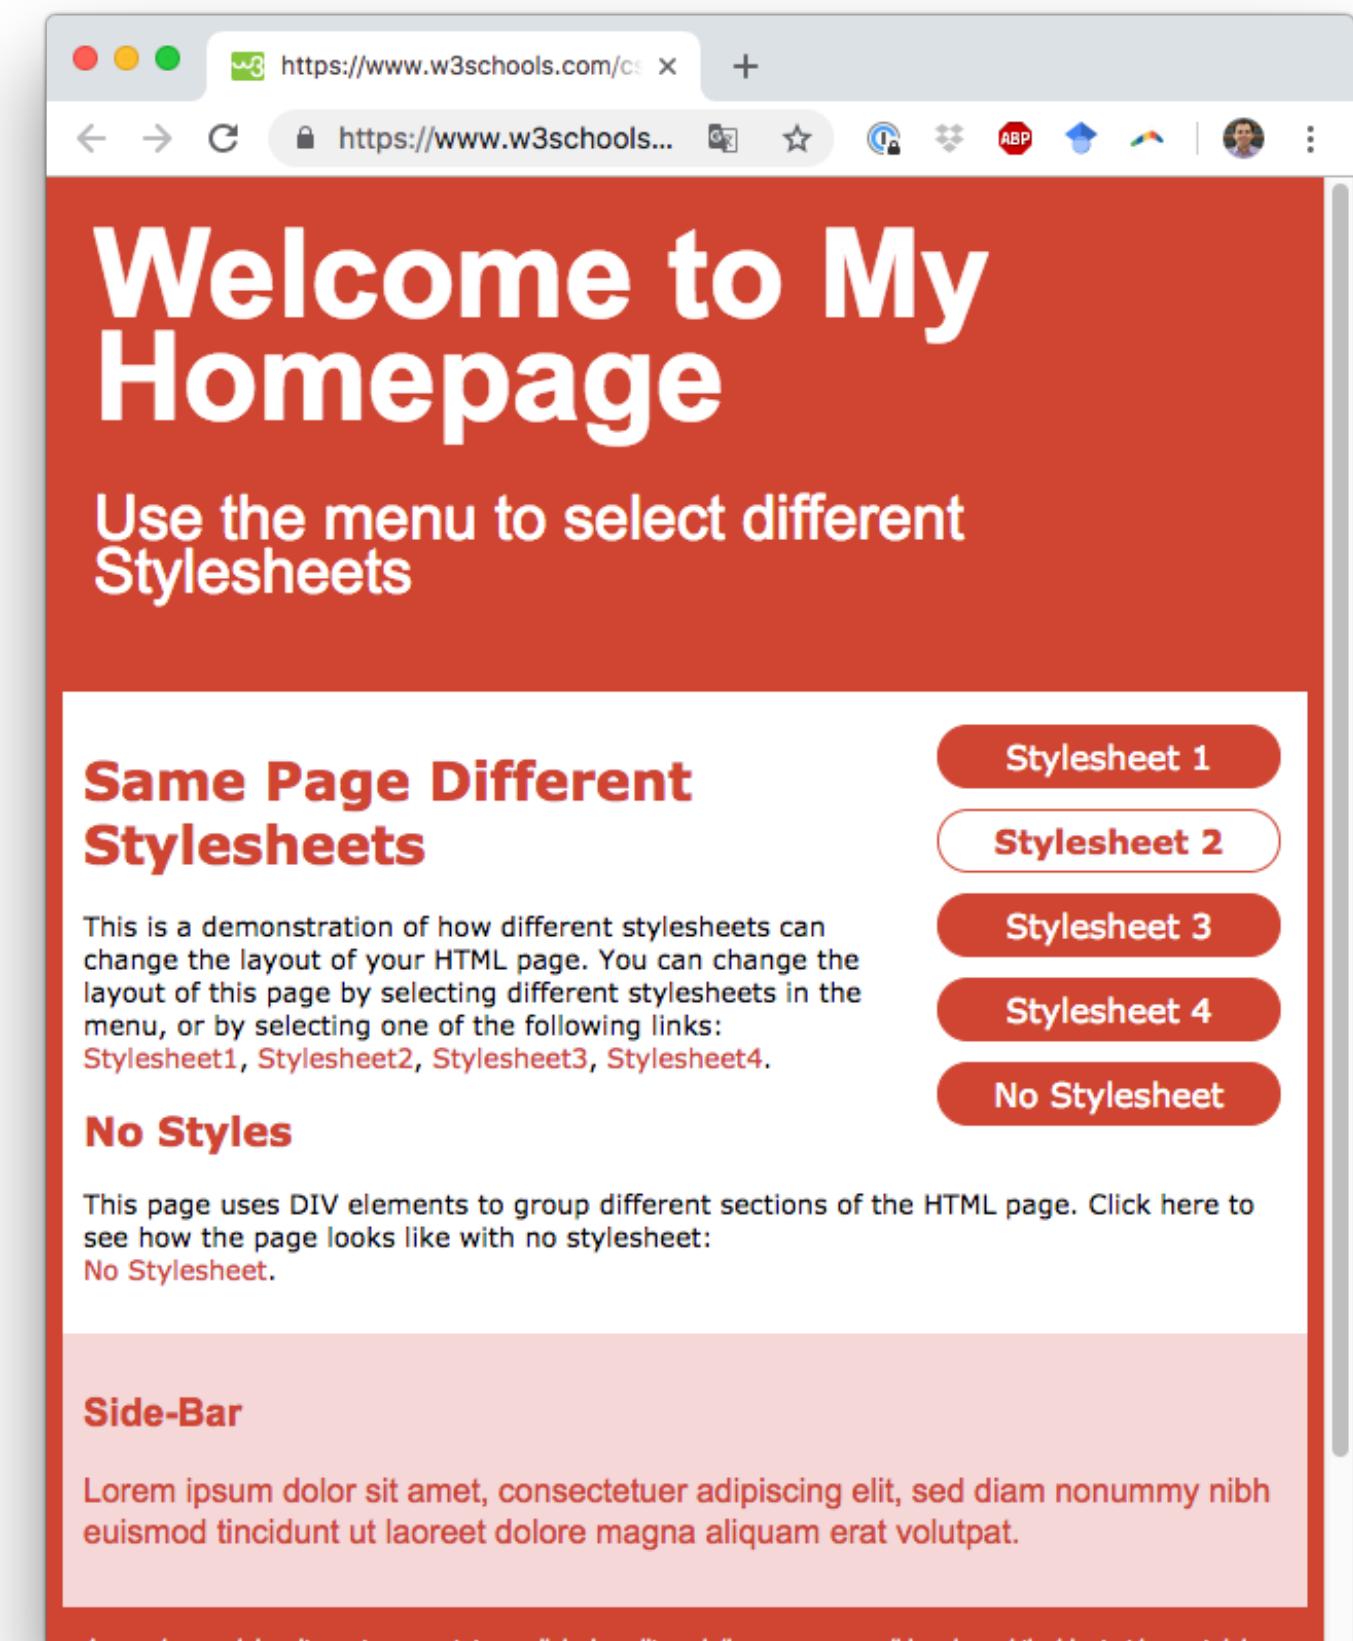 https://www.w3schools.com/cs
https://www.w3schools...
ABP
Welcome to My
Homepage
Use the menu to select different
Stylesheets
Same Page Different
Stylesheets
This is a demonstration of how different stylesheets can
change the layout of your HTML page. You can change the
layout of this page by selecting different stylesheets in the
menu, or by selecting one of the following links:
Stylesheet1, Stylesheet2, Stylesheet3, Stylesheet4.
Stylesheet 1
Stylesheet 2
Stylesheet 3
Stylesheet 4
No Stylesheet
No Styles
This page uses DIV elements to group different sections of the HTML page. Click here to
see how the page looks like with no stylesheet:
No Stylesheet.
Side-Bar
Lorem ipsum dolor sit amet, consectetuer adipiscing elit, sed diam nonummy nibh
euismod tincidunt ut laoreet dolore magna aliquam erat volutpat.